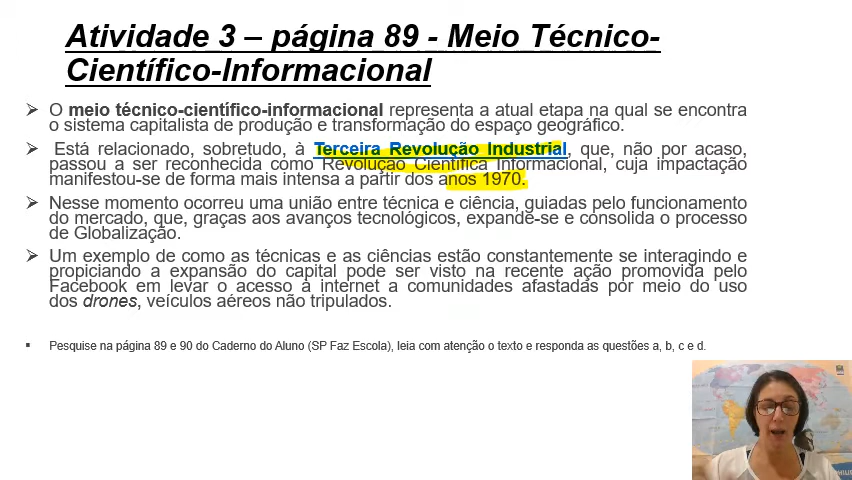 Atividade 3 – página 89 - Meio Técnico-
Científico-Informacional
O meio técnico-científico-informacional representa a atual etapa na qual se encontra
o sistema capitalista de produção e transformação do espaço geográfico.
Está relacionado, sobretudo, à Terceira Revolução Industrial, que, não por acaso,
passou a ser reconhecida como Revolução Científica Informacional, cuja impactação
manifestou-se de forma mais intensa a partir dos anos 1970.
Nesse momento ocorreu uma união entre técnica e ciência, guiadas pelo funcionamento
do mercado, que, graças aos avanços tecnológicos, expande-se e consolida o processo
de Globalização.
Um exemplo de como as técnicas e as ciências estão constantemente se interagindo e
propiciando a expansão do capital pode ser visto na recente ação promovida pelo
Facebook em levar o acesso à internet a comunidades afastadas por meio do uso
dos drones, veículos aéreos não tripulados.
Pesquise na página 89 e 90 do Caderno do Aluno (SP Faz Escola), leia com atenção o texto e responda as questões a, b, c e d.